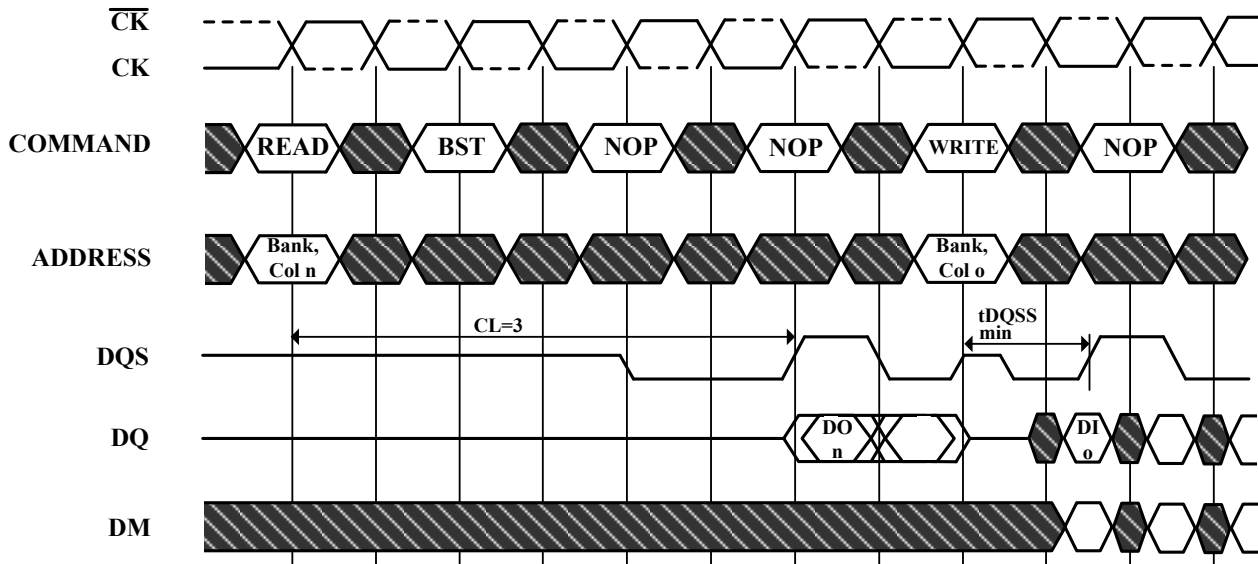 CK
CK
COMMAND
READ BST NOP NOP WRITE NOP
ADDRESS
Bank,
Col n
Bank,
Col o
CL=3
tDQSS
min
DQS
DQ
DO
n
DI
o
DM